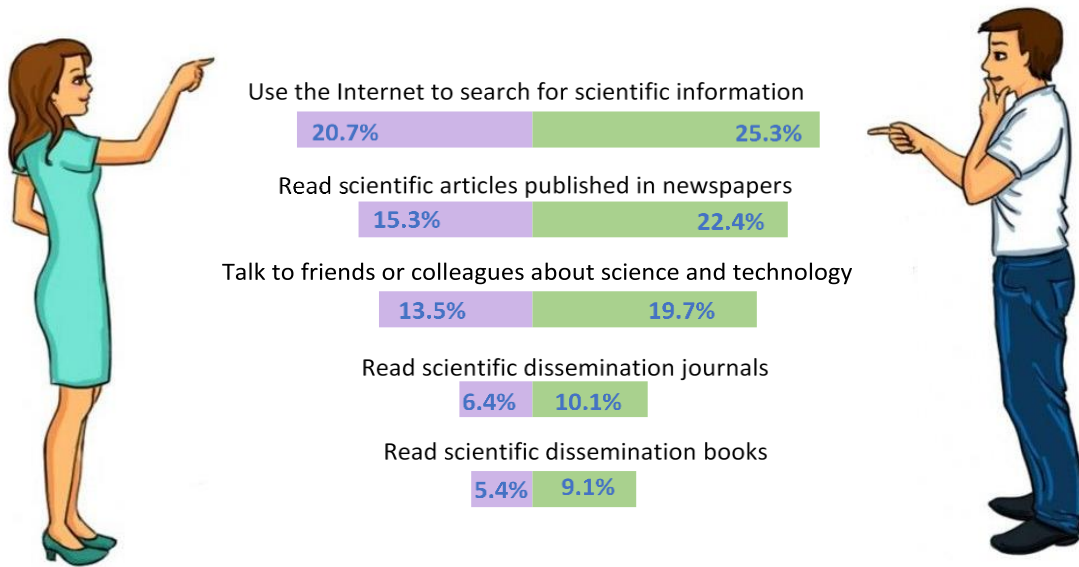 Use the Internet to search for scientific information
20.7% 25.3%
Read scientific articles published in newspapers
15.3% 22.4%
Talk to friends or colleagues about science and technology
13.5% 19.7%
Read scientific dissemination journals
6.4% 10.1%
Read scientific dissemination books
5.4% 9.1%